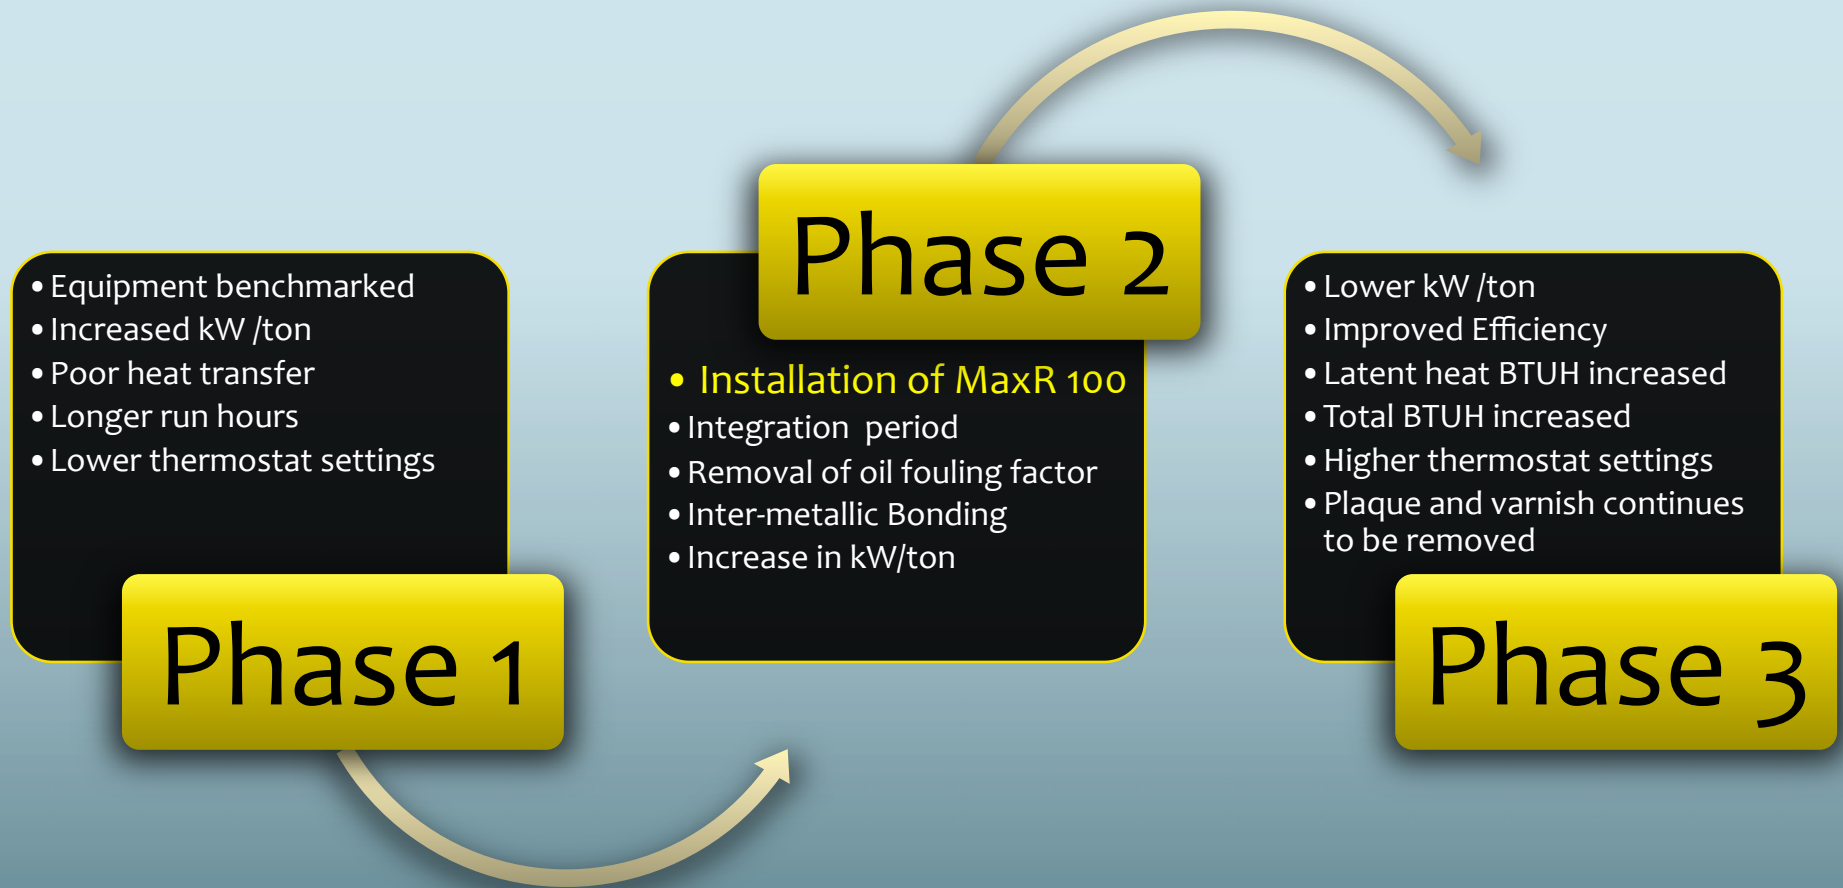 Phase 1
• Equipment benchmarked
• Increased kW /ton
• Poor heat transfer
• Longer run hours
• Lower thermostat settings
Phase 2
• Installation of MaxR 100
• Integration period
• Removal of oil fouling factor
• Inter-metallic Bonding
• Increase in kW/ton
Phase 3
• Lower kW /ton
• Improved Efficiency
• Latent heat BTUH increased
• Total BTUH increased
• Higher thermostat settings
• Plaque and varnish continues
to be removed